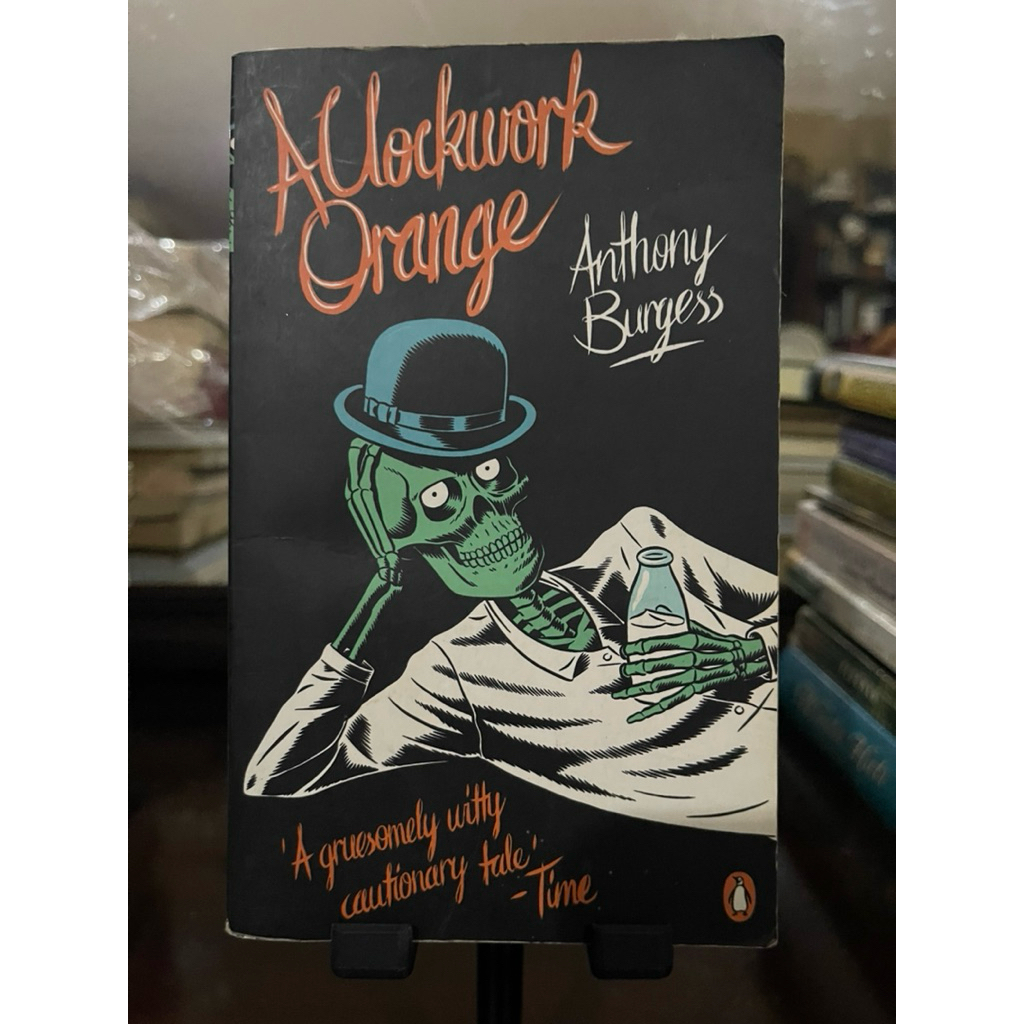 A Clockwork
Orange
Anthony
Burgess
'A gruesomely witty
cautionary tale'
-Time